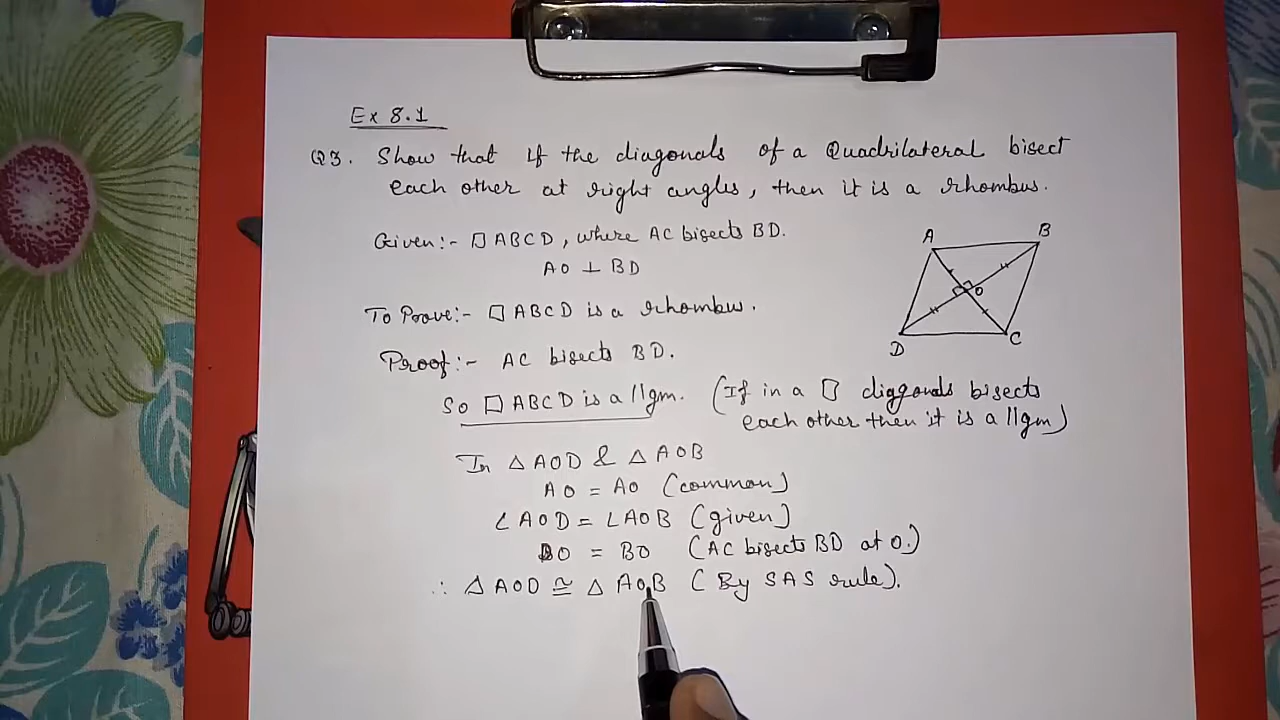 Ex 8.1
Q3. Show that if the diagonals of a Quadrilateral bisect
each other at right angles, then it is a rhombus.
Given:- □ ABCD, where AC bisects BD.
AO ⊥ BD
To Prove:- □ ABCD is a rhombus.
Proof:- AC bisects BD.
So □ ABCD is a ||gm. (If in a □ diagonals bisects
each other then it is a ||gm)
In △ AOD & △ AOB
AO = AO (common)
∠AOD = ∠AOB (given)
DO = BO (AC bisects BD at O.)
∴ △ AOD ≅ △ AOB (By SAS rule).
A B
O
D C